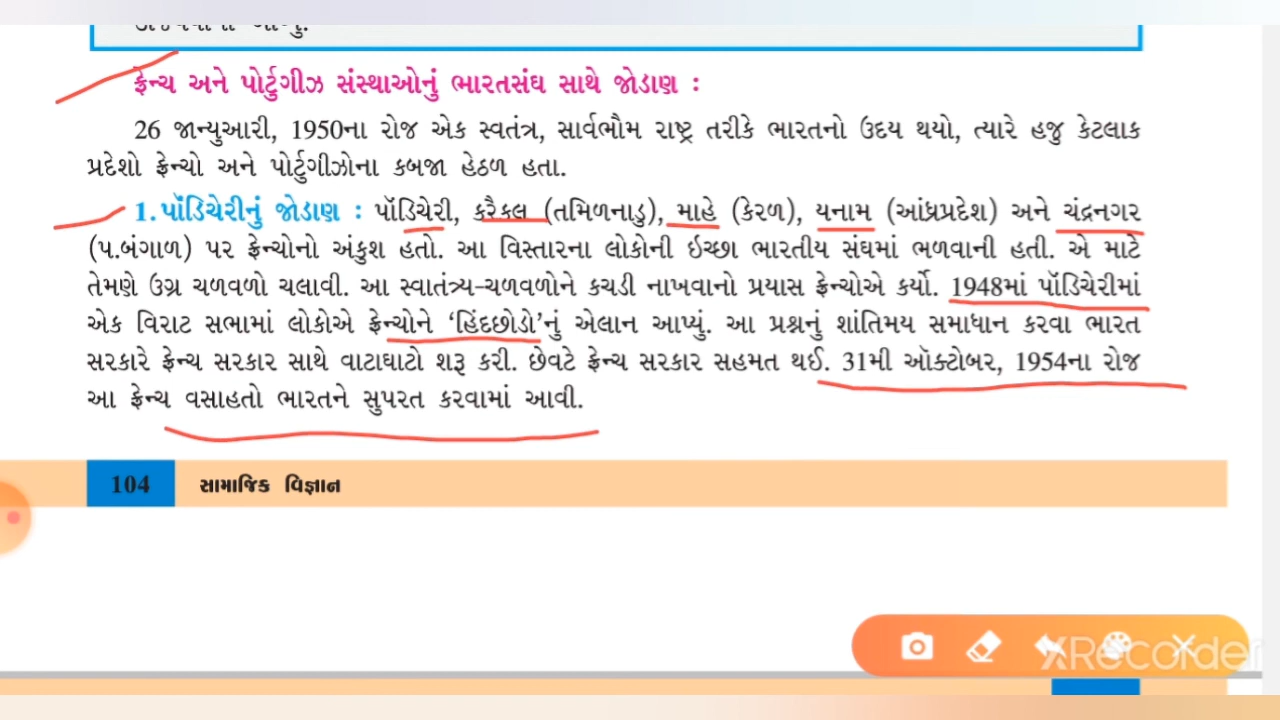 ફ્રેન્ચ અને પોર્ટુગીઝ સંસ્થાઓનું ભારતસંઘ સાથે જોડાણ :
26 જાન્યુઆરી, 1950ના રોજ એક સ્વતંત્ર, સાર્વભૌમ રાષ્ટ્ર તરીકે ભારતનો ઉદય થયો, ત્યારે હજુ કેટલાક
પ્રદેશો ફ્રેન્ચો અને પોર્ટુગીઝોના કબજા હેઠળ હતા.
1. પૉંડિચેરીનું જોડાણ : પૉંડિચેરી, કરૈકલ (તમિળનાડુ), માહે (કેરળ), યનામ (આંધ્રપ્રદેશ) અને ચંદ્રનગર
(પ.બંગાળ) પર ફ્રેન્ચોનો અંકુશ હતો. આ વિસ્તારના લોકોની ઇચ્છા ભારતીય સંઘમાં ભળવાની હતી. એ માટે
તેમણે ઉગ્ર ચળવળો ચલાવી. આ સ્વાતંત્ર્ય-ચળવળોને કચડી નાખવાનો પ્રયાસ ફ્રેન્ચોએ કર્યો. 1948માં પૉંડિચેરીમાં
એક વિરાટ સભામાં લોકોએ ફ્રેન્ચોને ‘હિંદછોડો’નું એલાન આપ્યું. આ પ્રશ્નનું શાંતિમય સમાધાન કરવા ભારત
સરકારે ફ્રેન્ચ સરકાર સાથે વાટાઘાટો શરૂ કરી. છેવટે ફ્રેન્ચ સરકાર સહમત થઈ. 31મી ઑક્ટોબર, 1954ના રોજ
આ ફ્રેન્ચ વસાહતો ભારતને સુપરત કરવામાં આવી.
104 સામાજિક વિજ્ઞાન
XRecorder